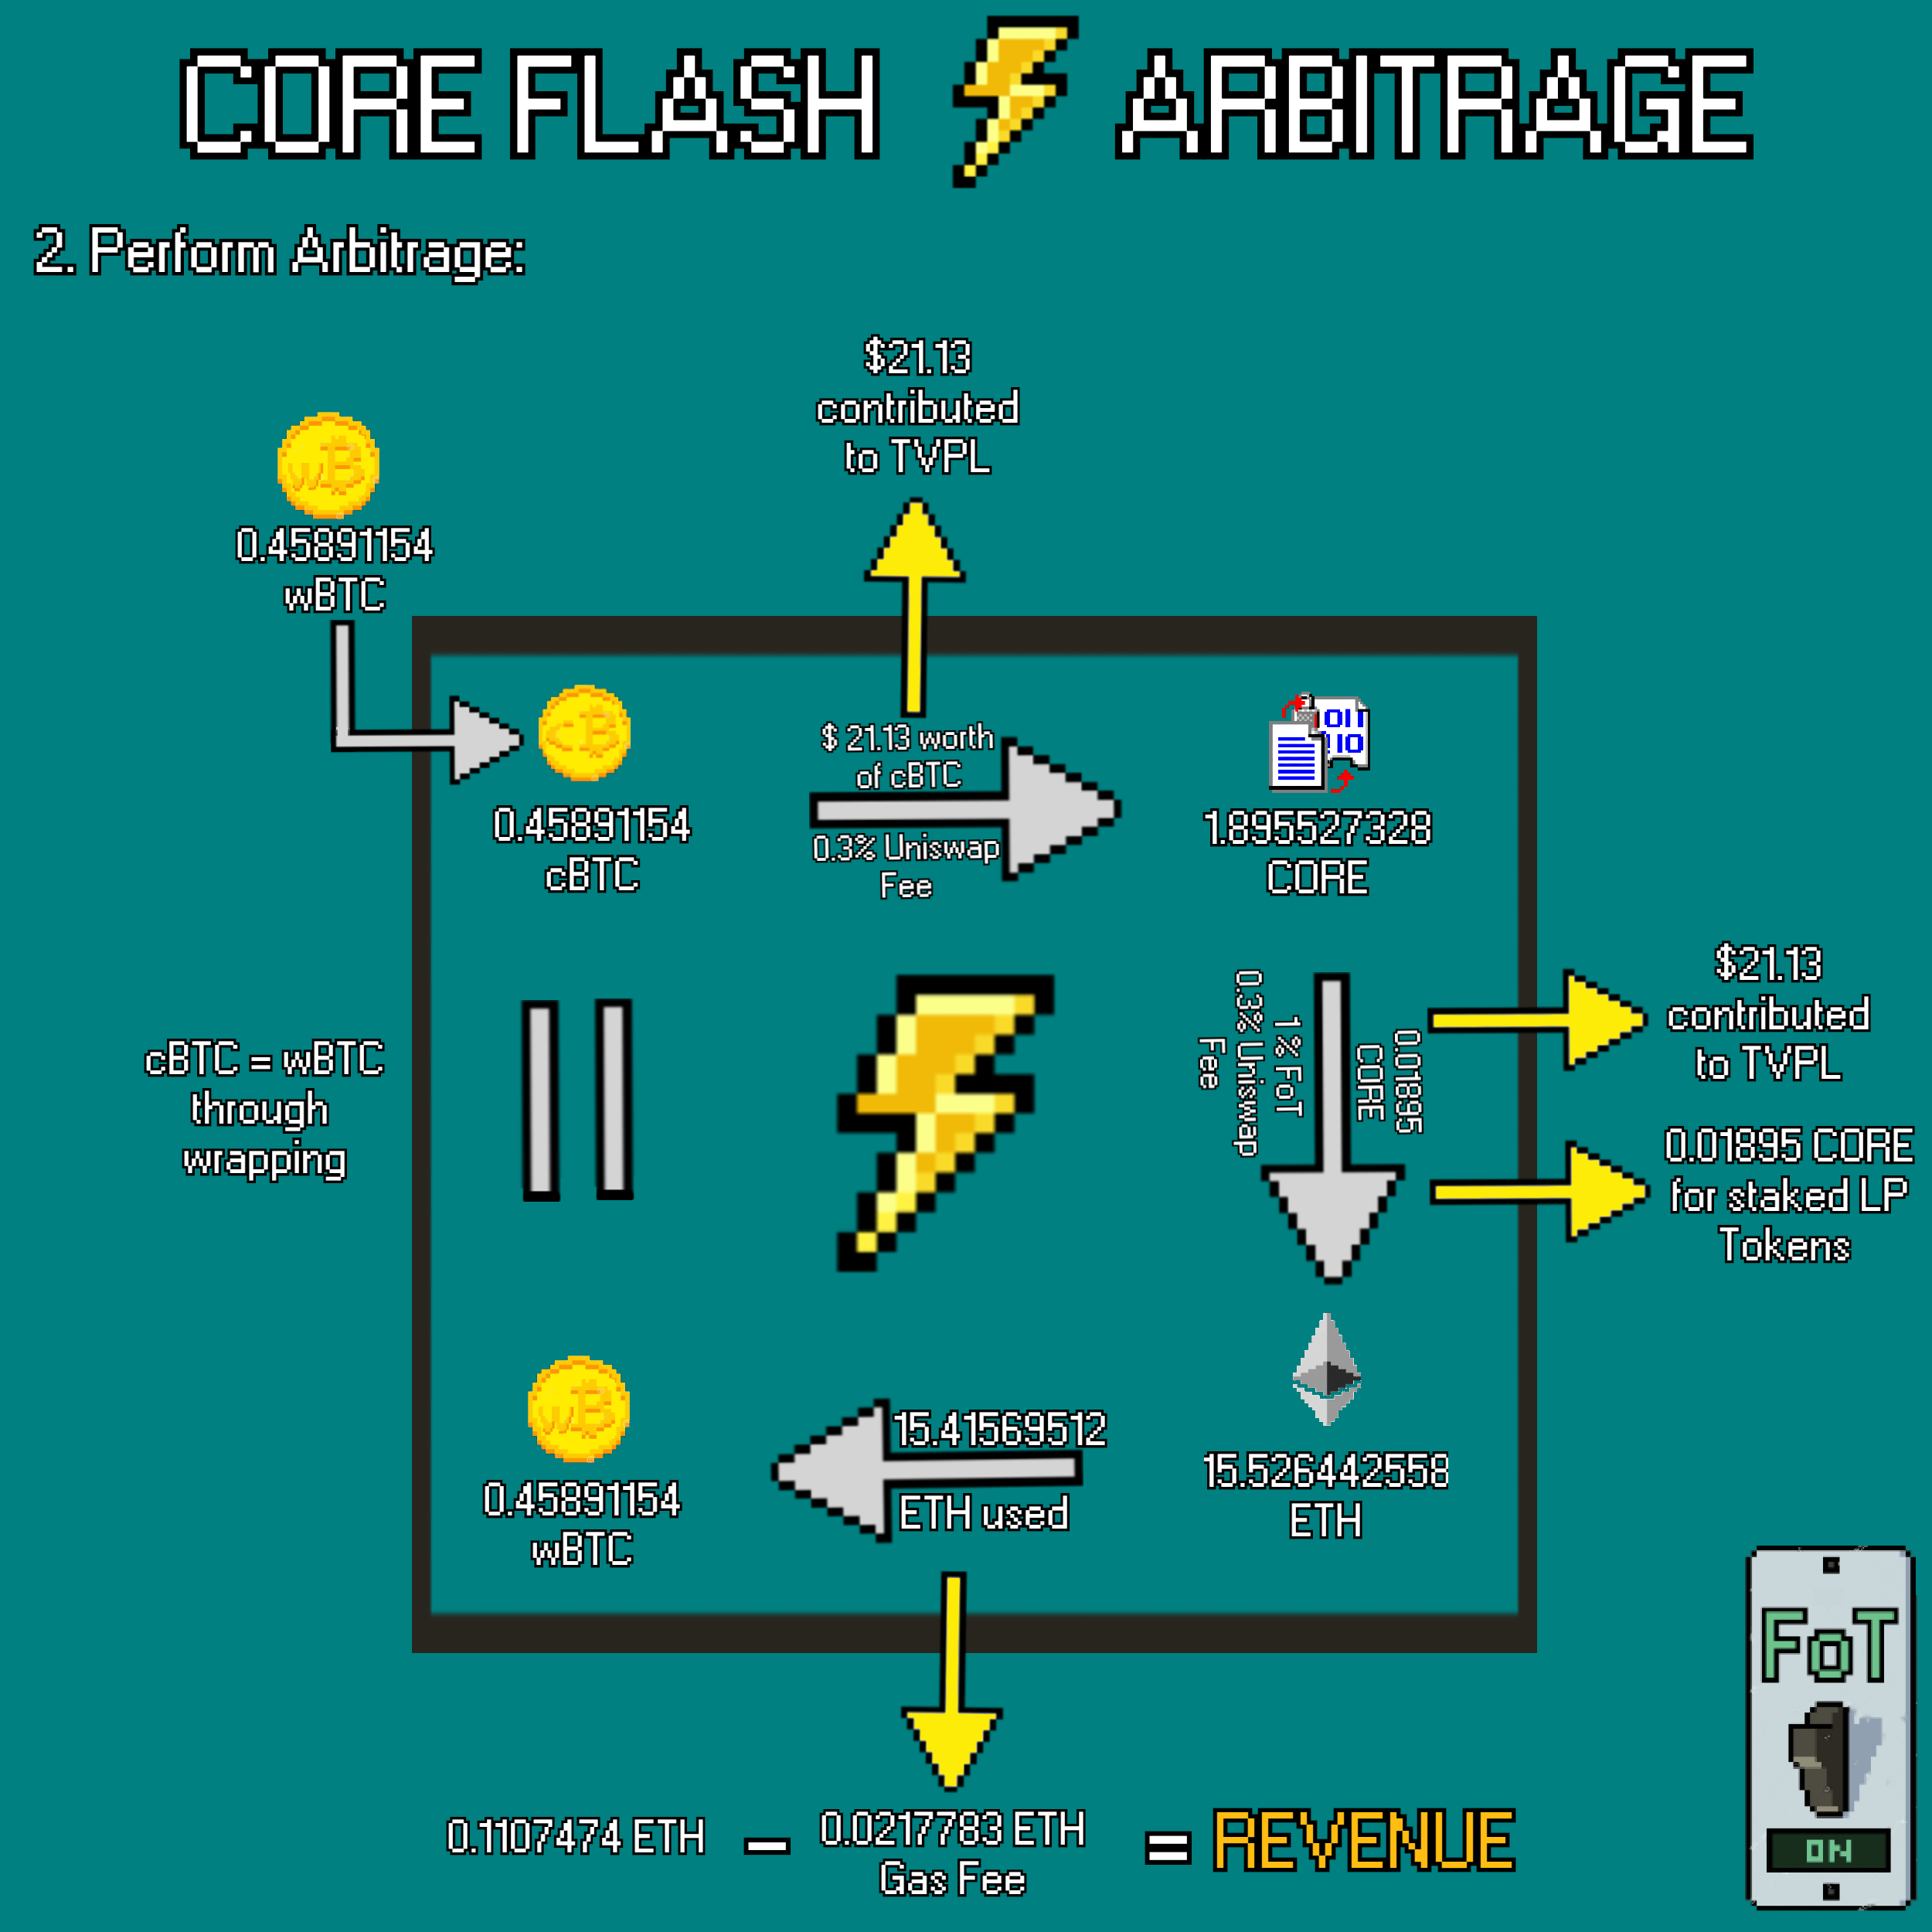 CORE FLASH ARBITRAGE
2. Perform Arbitrage:
$21.13
contributed
to TVPL
wB
0.45891154
wBTC
cB
0.45891154
cBTC
$ 21.13 worth
of cBTC
0.3% Uniswap
Fee
1.895527328
CORE
cBTC = wBTC
through
wrapping
0.01895
CORE
1% FoT
0.3% Uniswap
Fee
$21.13
contributed
to TVPL
0.01895 CORE
for staked LP
Tokens
wB
0.45891154
wBTC
15.41569512
ETH used
15.526442558
ETH
0.1107474 ETH – 0.0217783 ETH = REVENUE
Gas Fee
FoT
ON